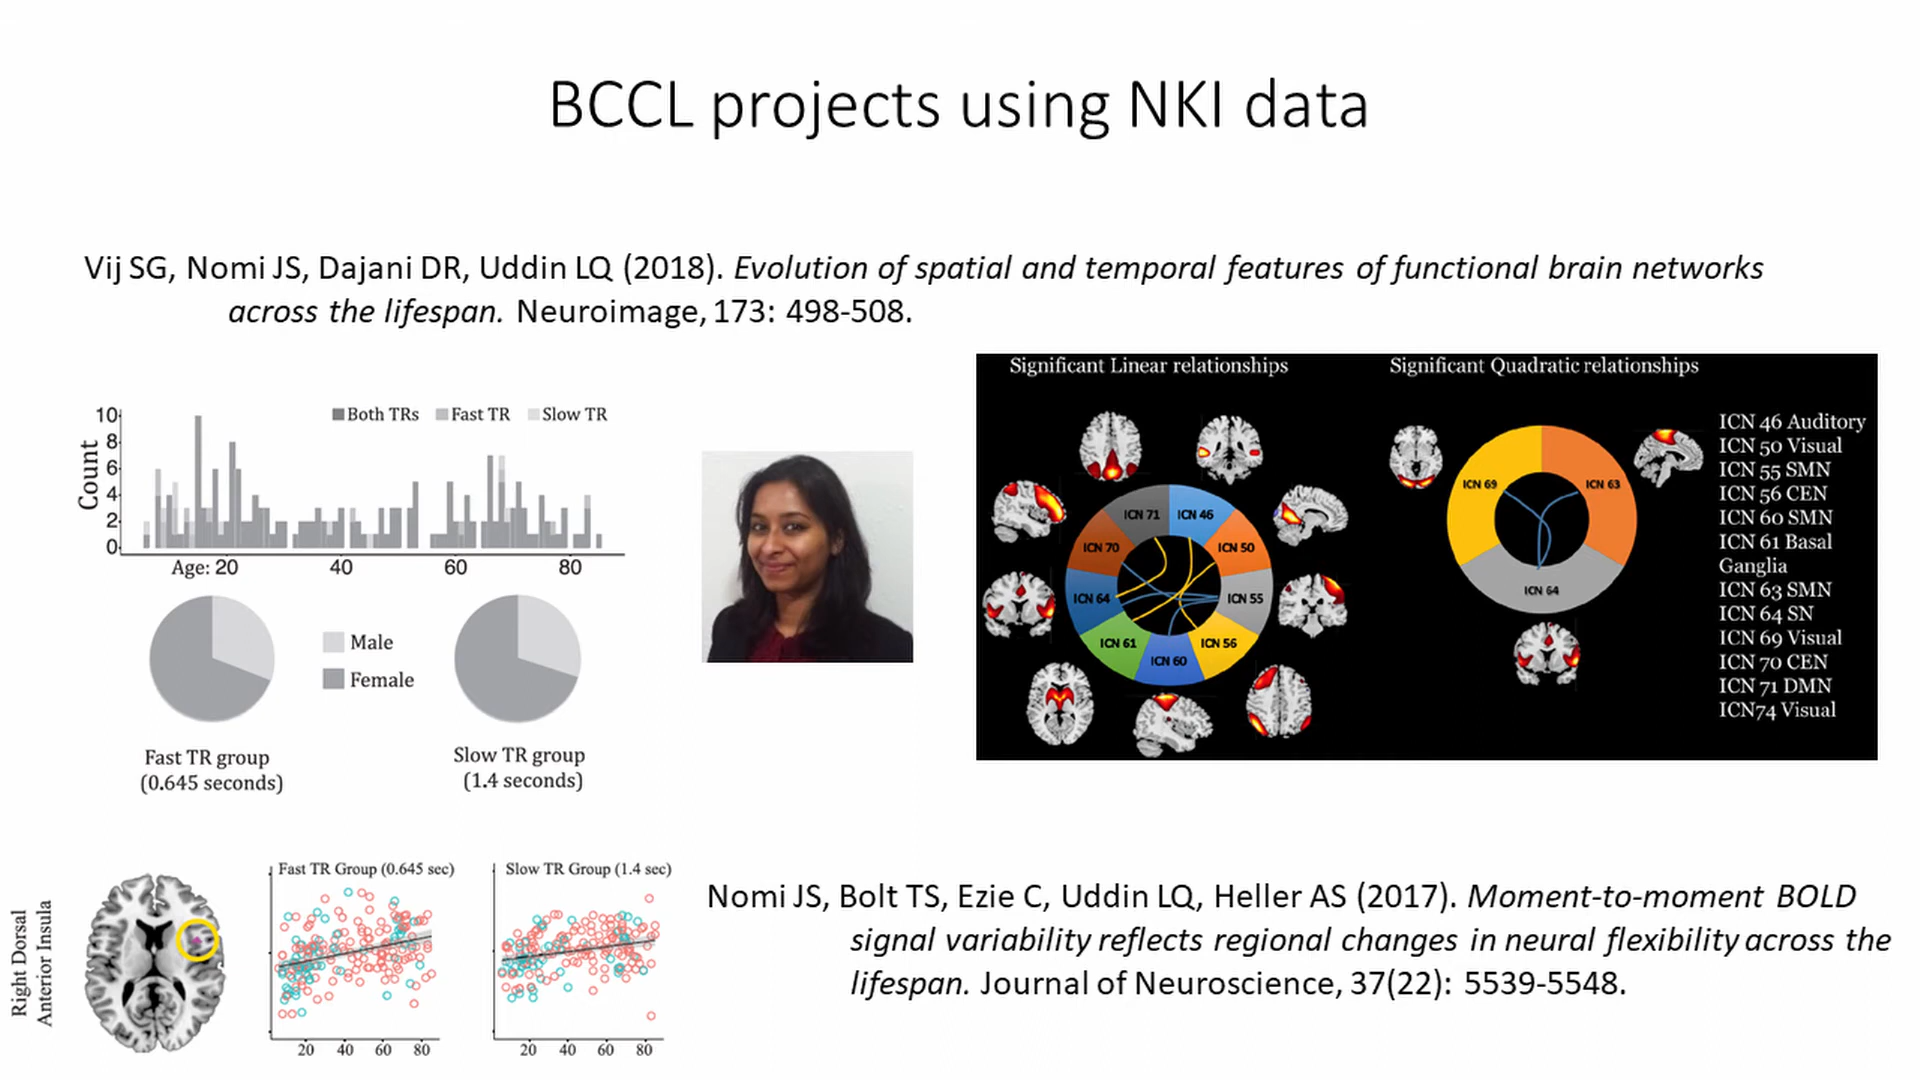 BCCL projects using NKI data
Vij SG, Nomi JS, Dajani DR, Uddin LQ (2018). Evolution of spatial and temporal features of functional brain networks
across the lifespan. Neuroimage, 173: 498-508.
Count
10
8
6
4
2
0
Both TRs Fast TR Slow TR
Age: 20 40 60 80
Male
Female
Fast TR group
(0.645 seconds)
Slow TR group
(1.4 seconds)
Significant Linear relationships
ICN 71
ICN 46
ICN 70
ICN 50
ICN 64
ICN 55
ICN 61
ICN 56
ICN 60
Significant Quadratic relationships
ICN 69
ICN 63
ICN 64
ICN 46 Auditory
ICN 50 Visual
ICN 55 SMN
ICN 56 CEN
ICN 60 SMN
ICN 61 Basal
Ganglia
ICN 63 SMN
ICN 64 SN
ICN 69 Visual
ICN 70 CEN
ICN 71 DMN
ICN74 Visual
Right Dorsal
Anterior Insula
Fast TR Group (0.645 sec)
20 40 60 80
Slow TR Group (1.4 sec)
20 40 60 80
Nomi JS, Bolt TS, Ezie C, Uddin LQ, Heller AS (2017). Moment-to-moment BOLD
signal variability reflects regional changes in neural flexibility across the
lifespan. Journal of Neuroscience, 37(22): 5539-5548.